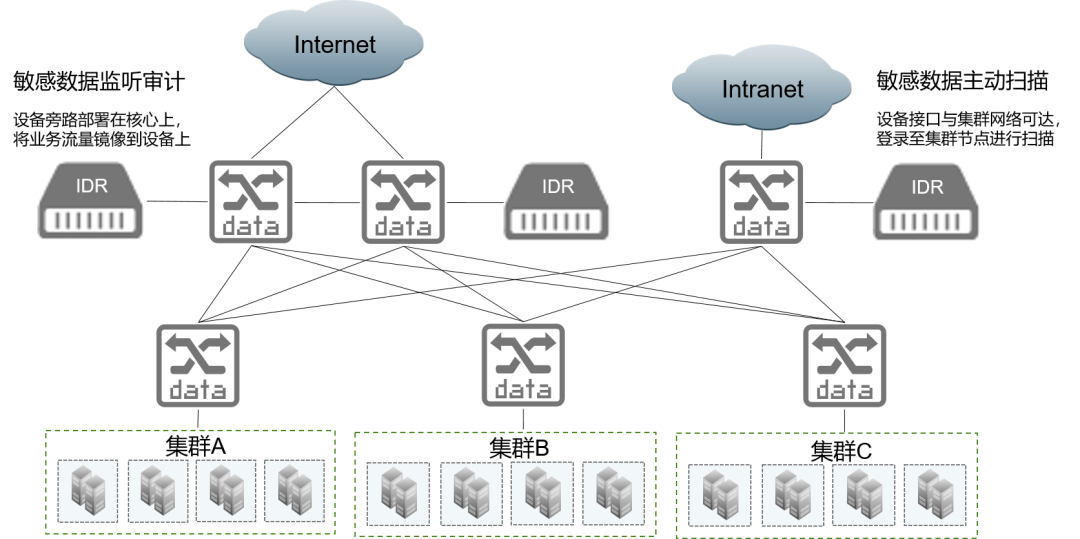 Internet
敏感数据监听审计
设备旁路部署在核心上，
将业务流量镜像到设备上
Intranet
敏感数据主动扫描
设备接口与集群网络可达，
登录至集群节点进行扫描
IDR
data
data
IDR
data
IDR
data
data
data
集群A
集群B
集群C